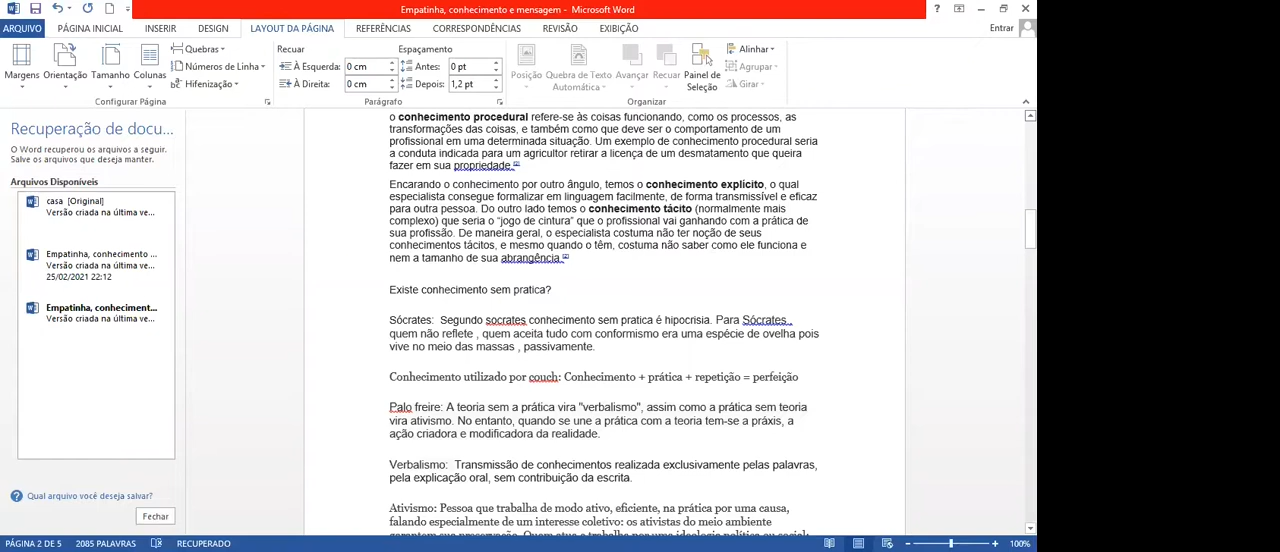 Empatinha, conhecimento e mensagem - Microsoft Word
ARQUIVO PÁGINA INICIAL INSERIR DESIGN LAYOUT DA PÁGINA REFERÊNCIAS CORRESPONDÊNCIAS REVISÃO EXIBIÇÃO Entrar
Margens Orientação Tamanho Colunas
Quebras
Números de Linha
Hifenização
Configurar Página
Recuar Espaçamento
À Esquerda: 0 cm Antes: 0 pt
À Direita: 0 cm Depois: 1,2 pt
Parágrafo
Posição Quebra de Texto Automática Avançar Recuar Painel de Seleção
Alinhar
Agrupar
Girar
Organizar
Recuperação de docu...
O Word recuperou os arquivos a seguir.
Salve os arquivos que deseja manter.
Arquivos Disponíveis
casa [Original]
Versão criada na última ve...
Empatinha, conhecimento ...
Versão criada na última ve...
25/02/2021 22:12
Empatinha, conheciment...
Versão criada na última ve...
Qual arquivo você deseja salvar?
Fechar
o conhecimento procedural refere-se às coisas funcionando, como os processos, as
transformações das coisas, e também como que deve ser o comportamento de um
profissional em uma determinada situação. Um exemplo de conhecimento procedural seria
a conduta indicada para um agricultor retirar a licença de um desmatamento que queira
fazer em sua propriedade.
Encarando o conhecimento por outro ângulo, temos o conhecimento explícito, o qual
especialista consegue formalizar em linguagem facilmente, de forma transmissível e eficaz
para outra pessoa. Do outro lado temos o conhecimento tácito (normalmente mais
complexo) que seria o "jogo de cintura" que o profissional vai ganhando com a prática de
sua profissão. De maneira geral, o especialista costuma não ter noção de seus
conhecimentos tácitos, e mesmo quando o têm, costuma não saber como ele funciona e
nem a tamanho de sua abrangência.
Existe conhecimento sem pratica?
Sócrates: Segundo socrates conhecimento sem pratica é hipocrisia. Para Sócrates ,
quem não reflete , quem aceita tudo com conformismo era uma espécie de ovelha pois
vive no meio das massas , passivamente.
Conhecimento utilizado por couch: Conhecimento + prática + repetição = perfeição
Palo freire: A teoria sem a prática vira "verbalismo", assim como a prática sem teoria
vira ativismo. No entanto, quando se une a prática com a teoria tem-se a práxis, a
ação criadora e modificadora da realidade.
Verbalismo: Transmissão de conhecimentos realizada exclusivamente pelas palavras,
pela explicação oral, sem contribuição da escrita.
Ativismo: Pessoa que trabalha de modo ativo, eficiente, na prática por uma causa,
falando especialmente de um interesse coletivo: os ativistas do meio ambiente
garantem sua preservação. Quem atua a trabalha por uma ideologia política ou social;
PÁGINA 2 DE 5 2085 PALAVRAS RECUPERADO 100%